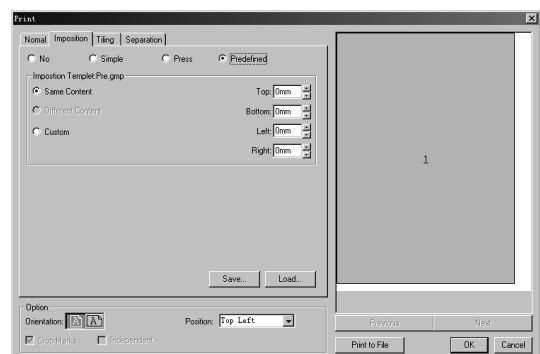 Print
Nomal Imposition Tiling Separation
No Simple Press Predefined
Impostion Templet:Pre.gmp
Same Content Top: 0mm
Different Content Bottom: 0mm
Custom Left: 0mm
Right: 0mm
1
Save... Load...
Option
Orientation: A A Position: Top Left
Crop Marks Independent
Previous Next
Print to File OK Cancel